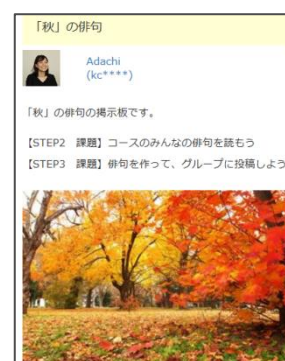 「秋」の俳句
Adachi
(kc****)
「秋」の俳句の掲示板です。
【STEP2　課題】コースのみんなの俳句を読もう
【STEP3　課題】俳句を作って、グループに投稿しよう